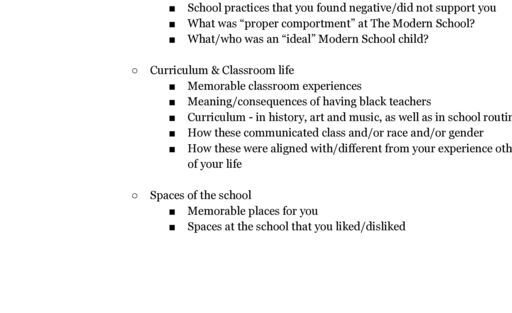 ■ School practices that you found negative/did not support you
■ What was “proper comportment” at The Modern School?
■ What/who was an “ideal” Modern School child?
○ Curriculum & Classroom life
■ Memorable classroom experiences
■ Meaning/consequences of having black teachers
■ Curriculum - in history, art and music, as well as in school
■ How these communicated class and/or race and/or gender
■ How these were aligned with/different from your experience
of your life
○ Spaces of the school
■ Memorable places for you
■ Spaces at the school that you liked/disliked